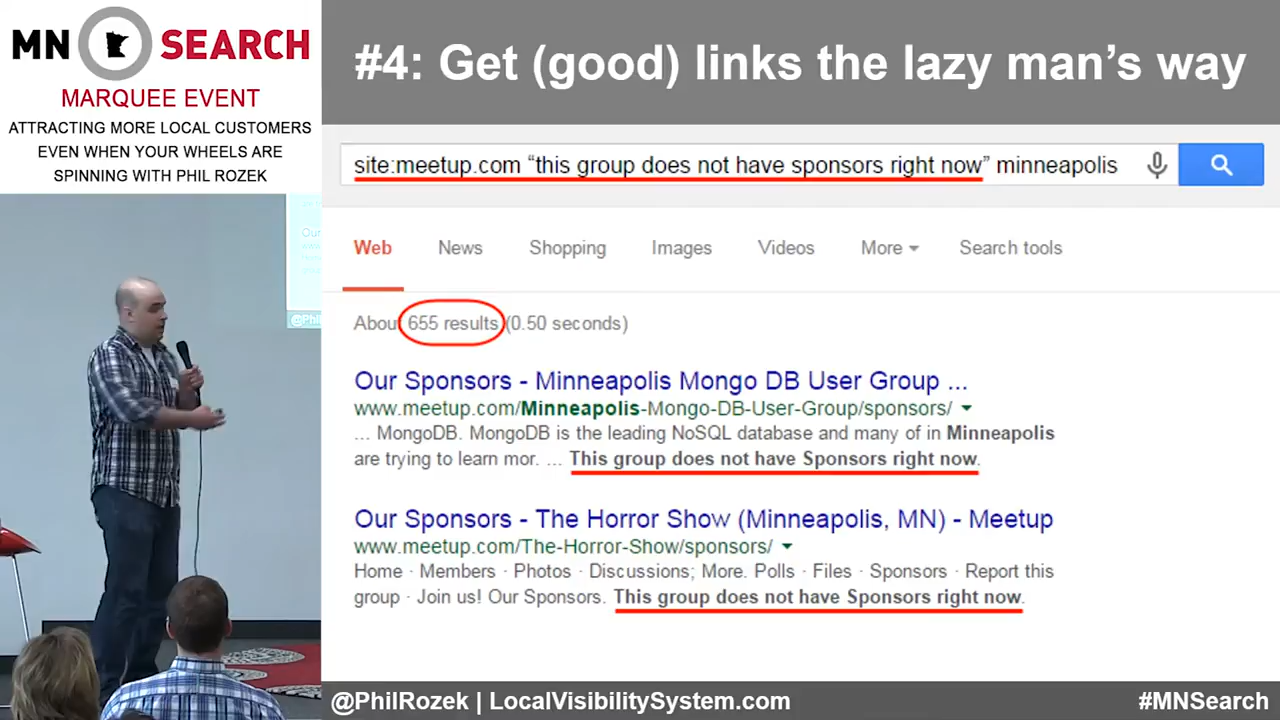 MN SEARCH
MARQUEE EVENT
ATTRACTING MORE LOCAL CUSTOMERS
EVEN WHEN YOUR WHEELS ARE
SPINNING WITH PHIL ROZEK
#4: Get (good) links the lazy man's way
site:meetup.com “this group does not have sponsors right now” minneapolis
Web News Shopping Images Videos More Search tools
About 655 results (0.50 seconds)
Our Sponsors - Minneapolis Mongo DB User Group ...
www.meetup.com/Minneapolis-Mongo-DB-User-Group/sponsors/
... MongoDB. MongoDB is the leading NoSQL database and many of in Minneapolis
are trying to learn mor. ... This group does not have Sponsors right now.
Our Sponsors - The Horror Show (Minneapolis, MN) - Meetup
www.meetup.com/The-Horror-Show/sponsors/
Home · Members · Photos · Discussions; More. Polls · Files · Sponsors · Report this
group · Join us! Our Sponsors. This group does not have Sponsors right now.
@PhilRozek | LocalVisibilitySystem.com
#MNSearch